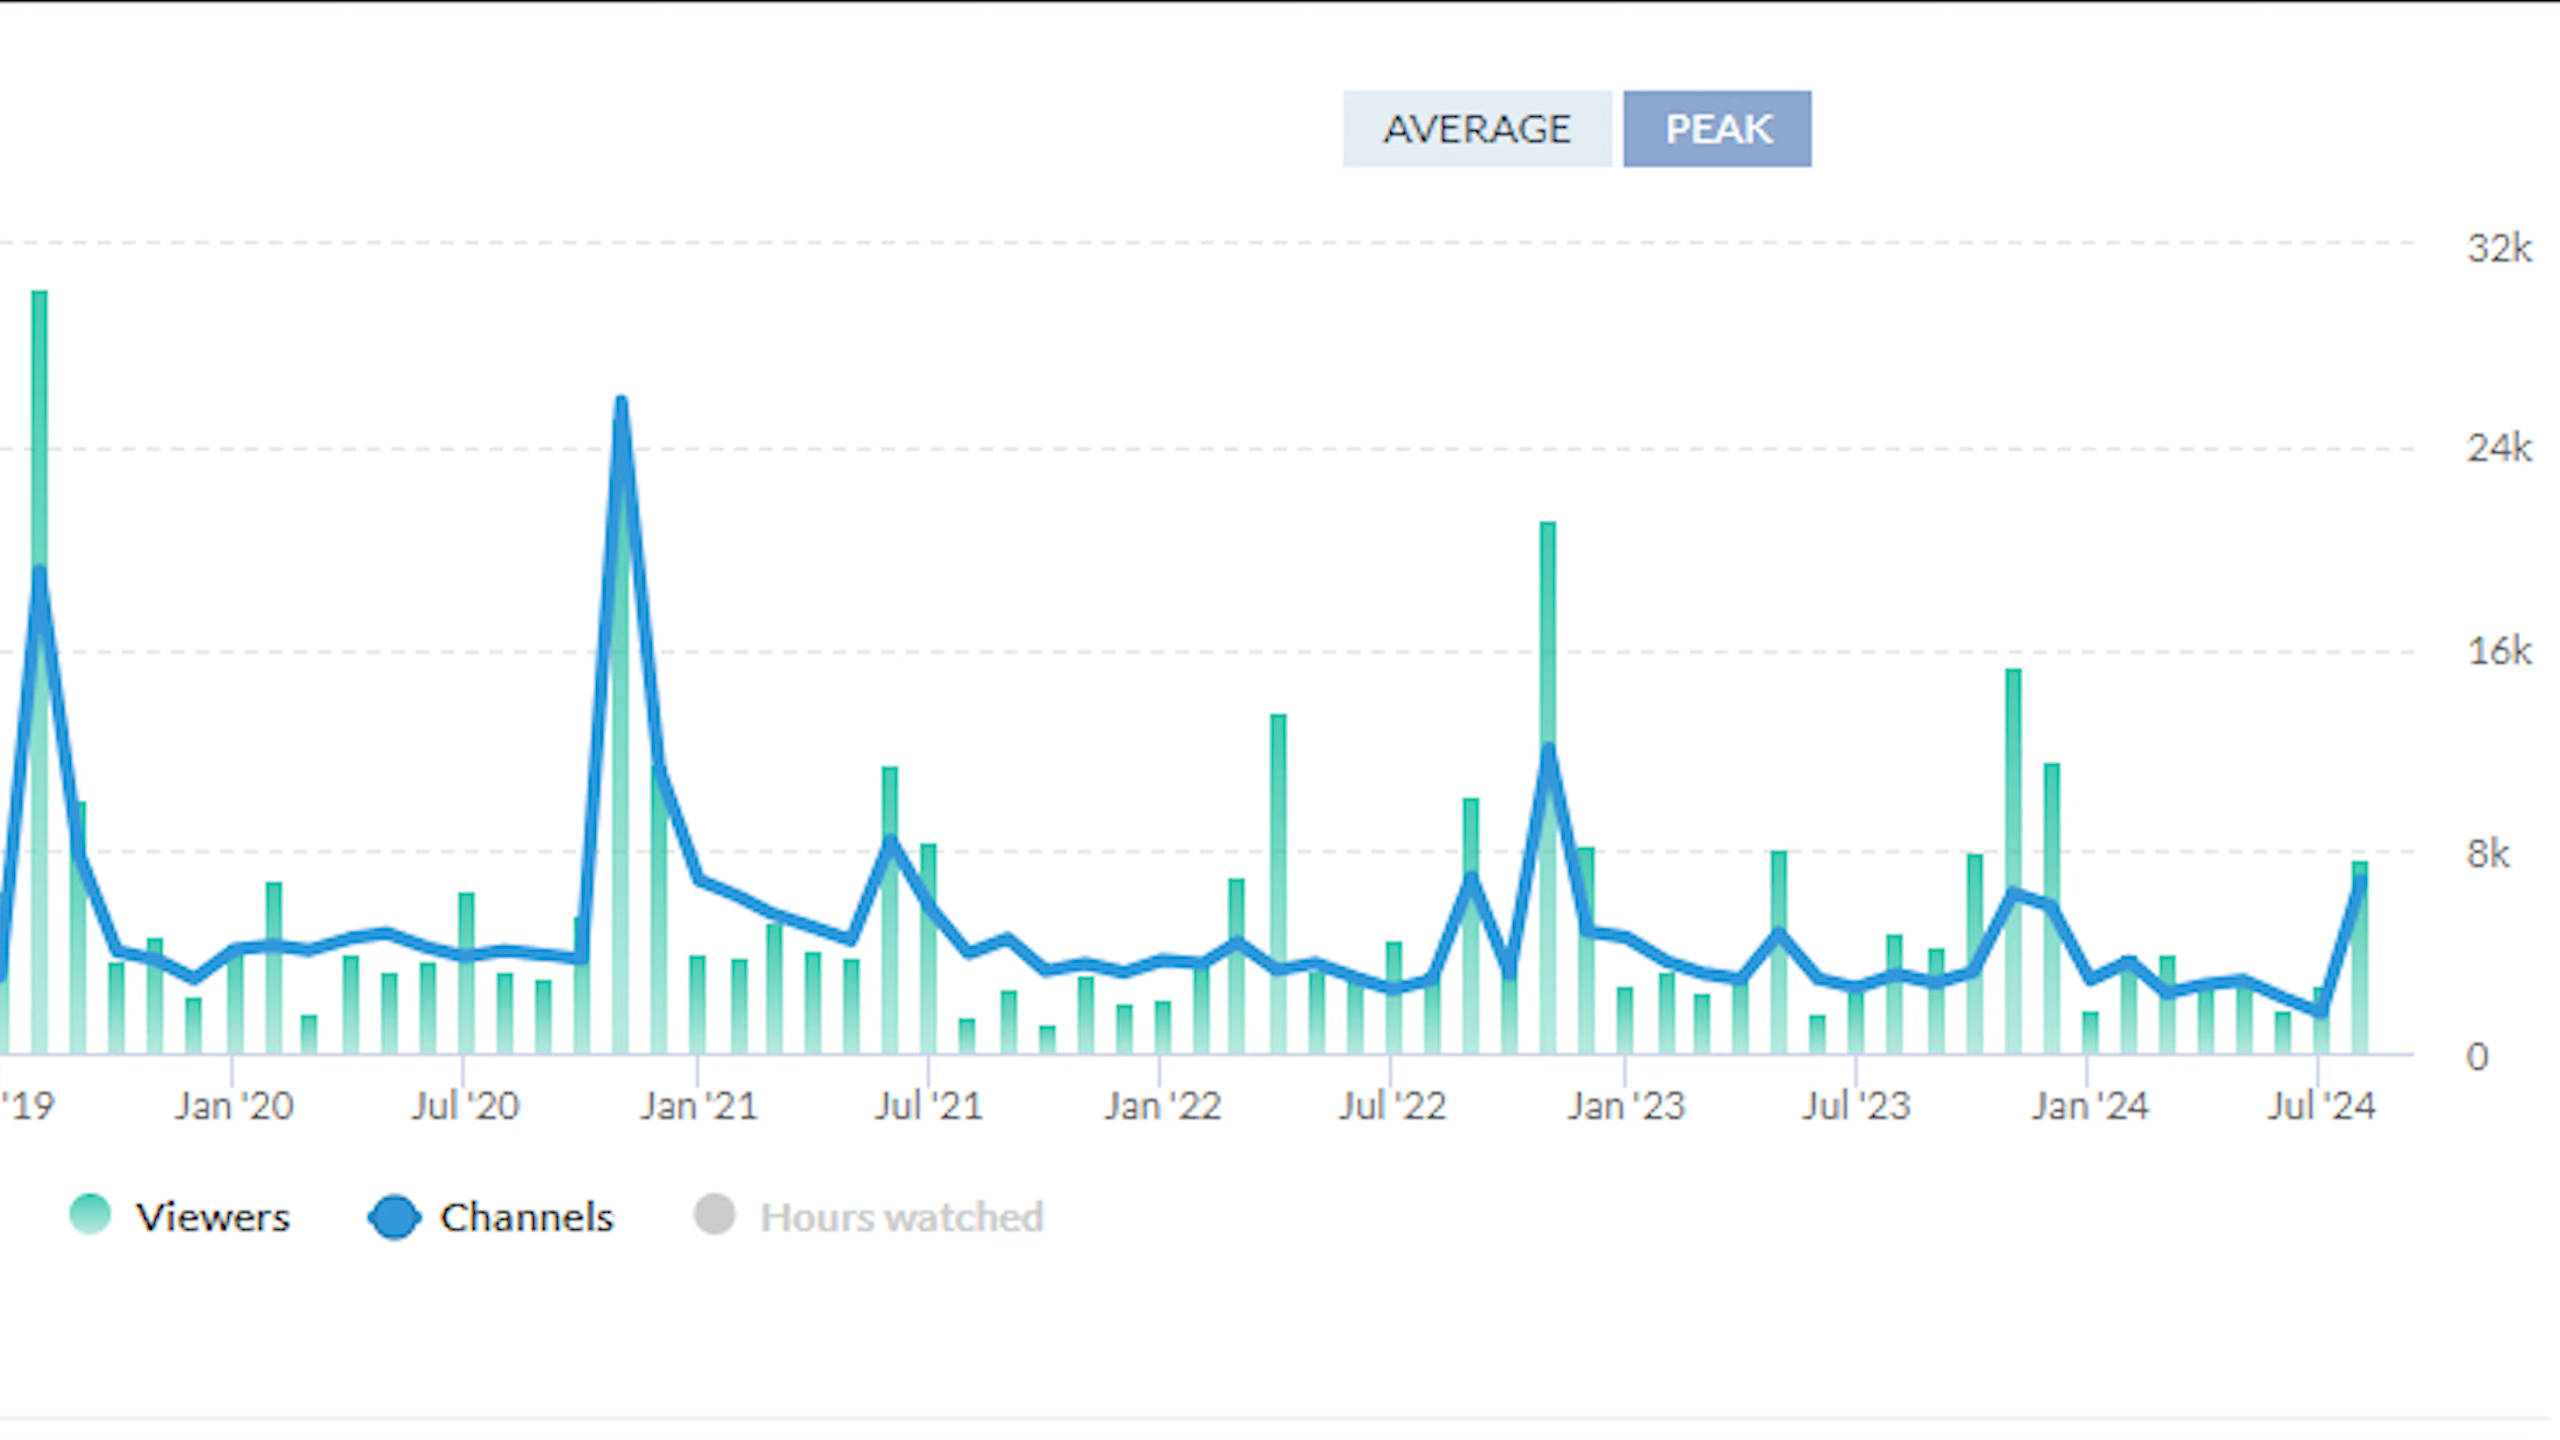 AVERAGE PEAK
32k
24k
16k
8k
0
'19 Jan '20 Jul '20 Jan '21 Jul '21 Jan '22 Jul '22 Jan '23 Jul '23 Jan '24 Jul '24
Viewers Channels Hours watched